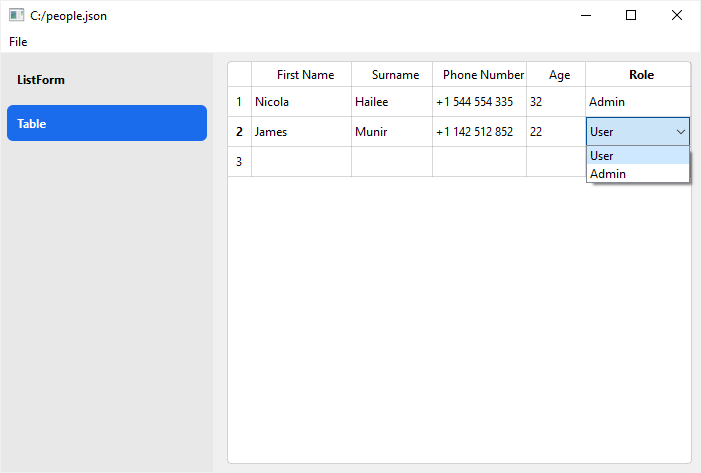 C:/people.json
File
ListForm
Table
First Name Surname Phone Number Age Role
1 Nicola Hailee +1 544 554 335 32 Admin
2 James Munir +1 142 512 852 22 User
User
3
Admin